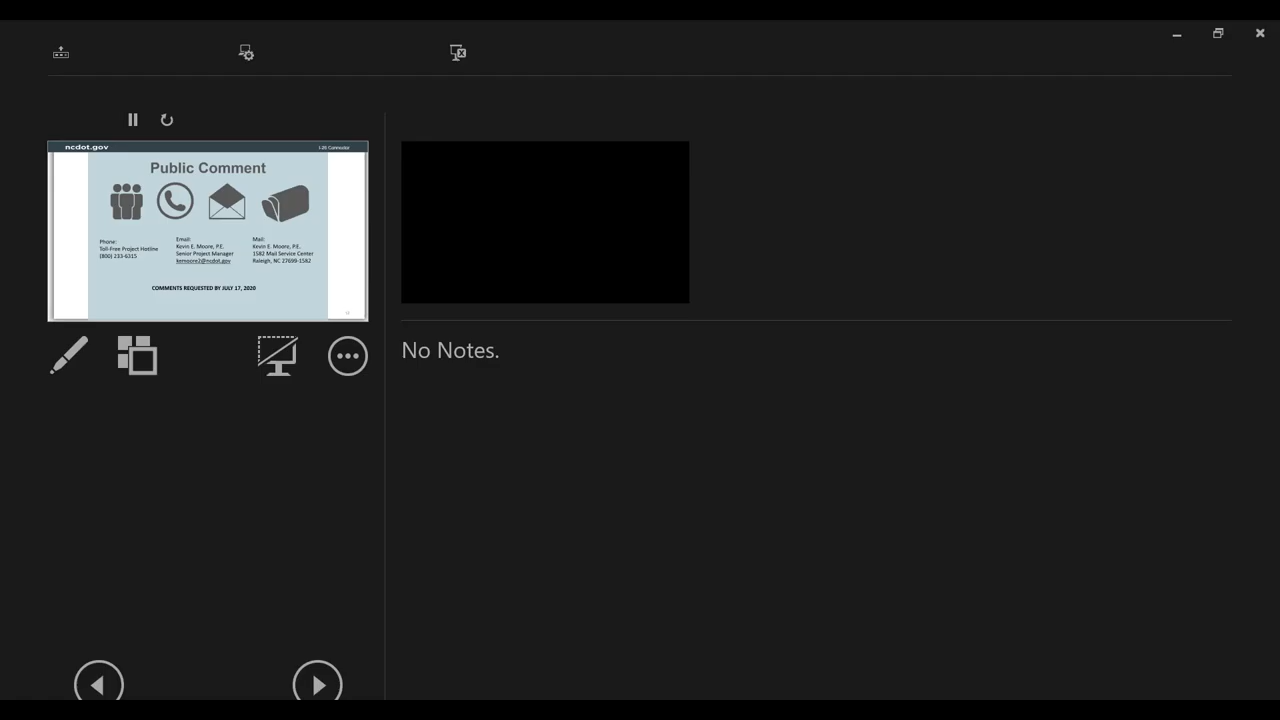 ncdot.gov
I-26 Connector
Public Comment
Phone:
Toll-Free Project Hotline
(800) 233-6315
Email:
Kevin E. Moore, P.E.
Senior Project Manager
kemoore2@ncdot.gov
Mail:
Kevin E. Moore, P.E.
1582 Mail Service Center
Raleigh, NC 27699-1582
COMMENTS REQUESTED BY JULY 17, 2020
No Notes.